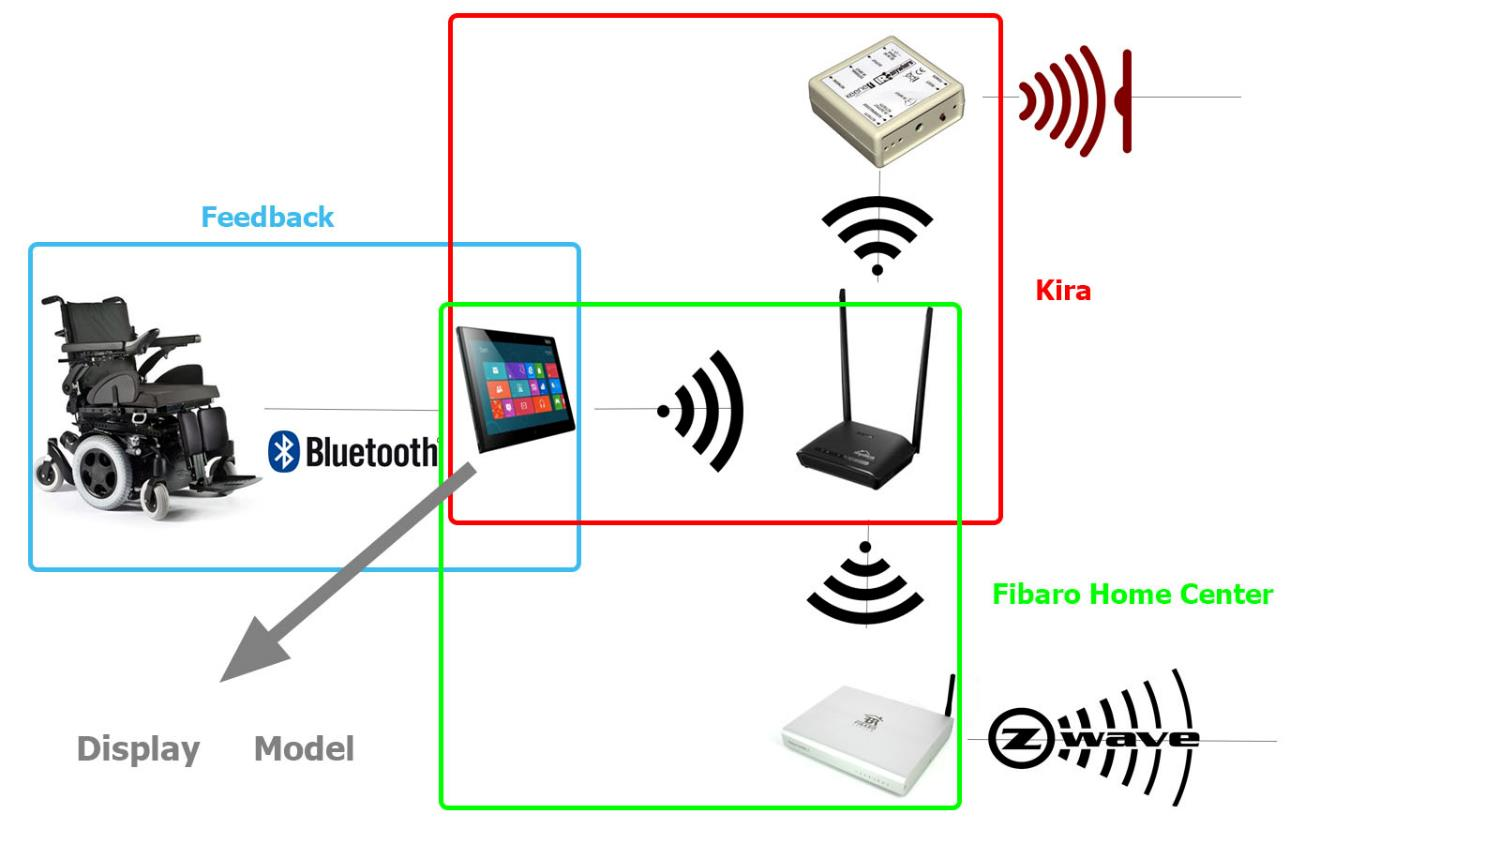 Feedback
Kira
Bluetooth
Fibaro Home Center
Z wave
Display Model